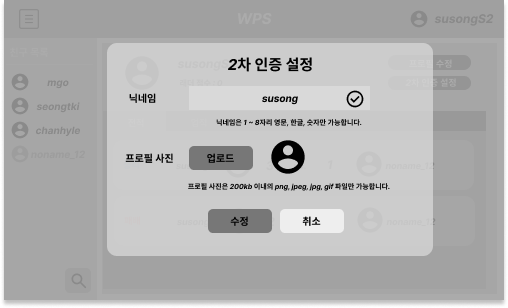 WPS
susongS2
mgo
seongtki
chanhyle
noname_12
2차 인증 설정
닉네임
susong
닉네임은 1 ~ 8자리 영문, 한글, 숫자만 가능합니다.
프로필 사진
업로드
프로필 사진은 200kb 이내의 png, jpeg, jpg, gif 파일만 가능합니다.
수정
취소